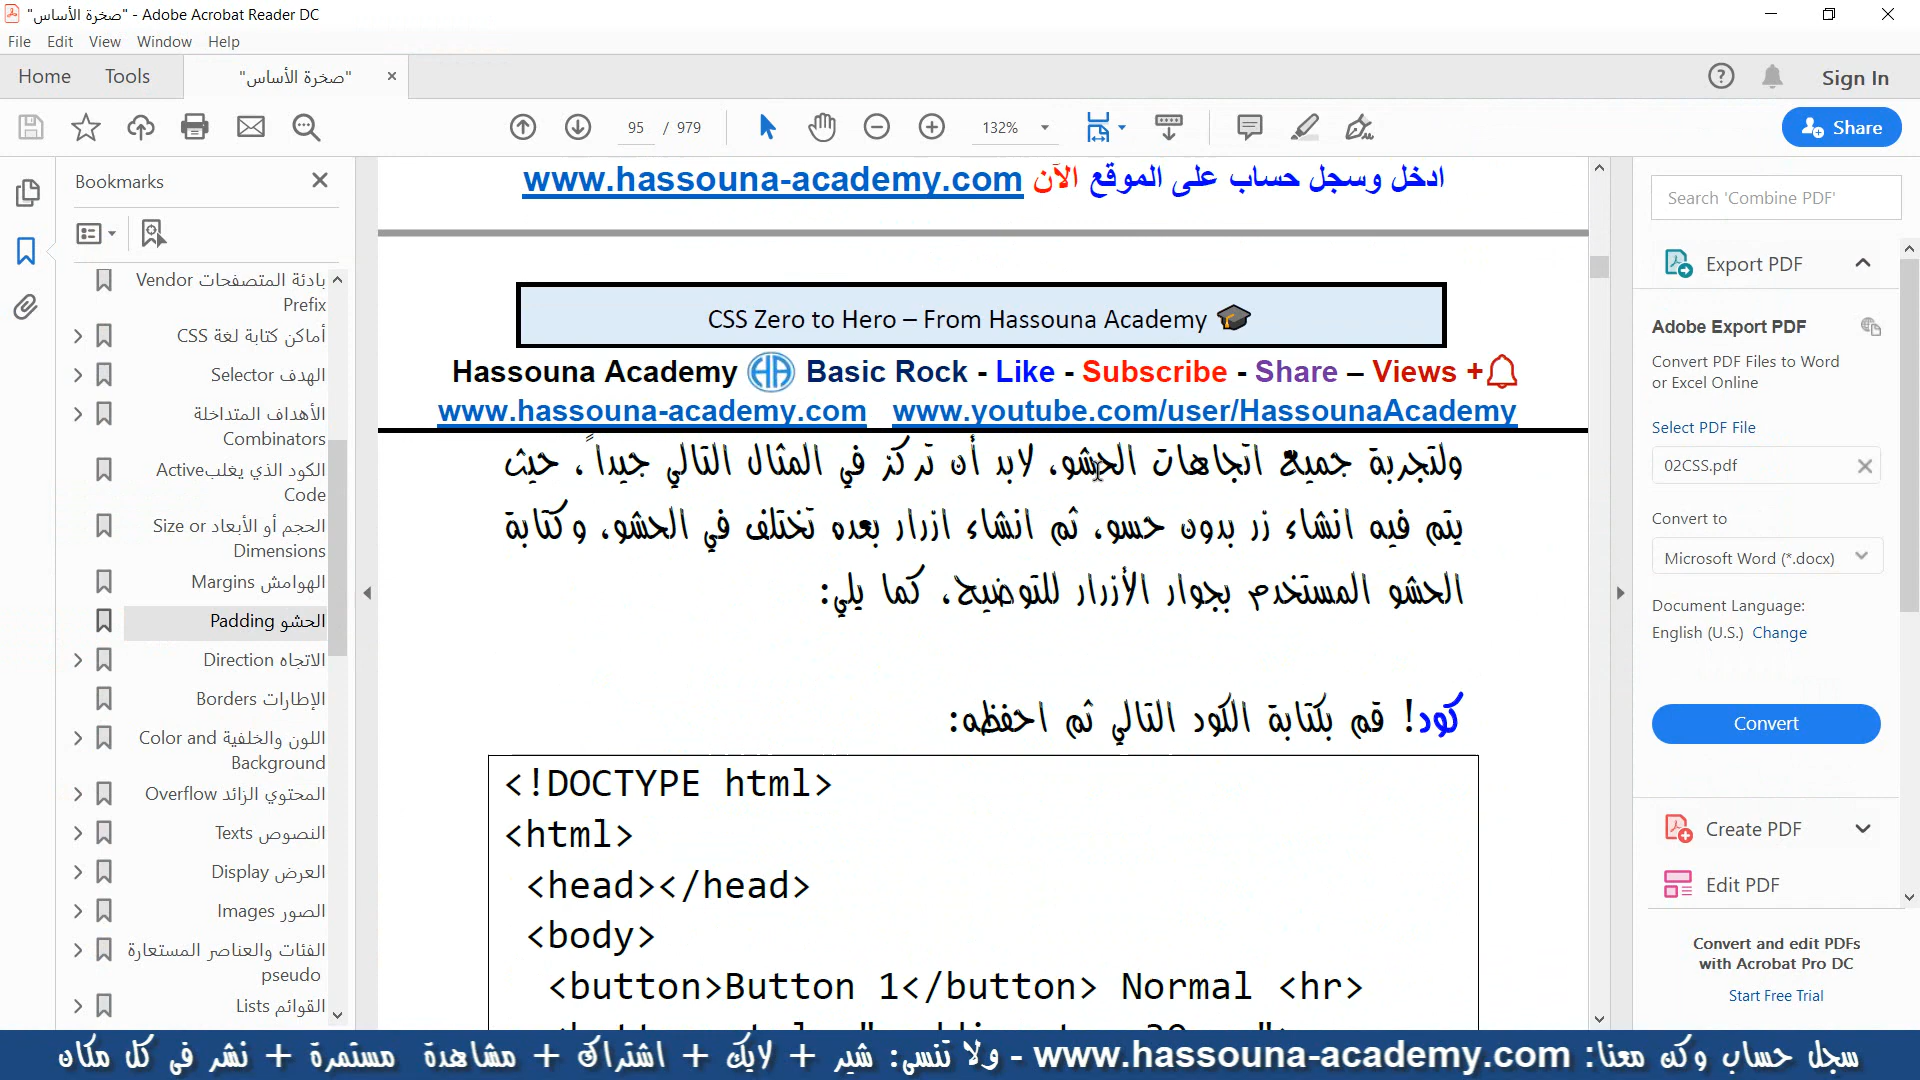 "صخرة الأساس" - Adobe Acrobat Reader DC
File Edit View Window Help
Home Tools "صخرة الأساس" Sign In
95 / 979 132% Share
Bookmarks
بادئة المتصفحات Vendor
Prefix
أماكن كتابة لغة CSS
الهدف Selector
الأهداف المتداخلة
Combinators
الكود الذي يغلب Active
Code
الحجم أو الأبعاد Size or
Dimensions
الهوامش Margins
الحشو Padding
الاتجاه Direction
الإطارات Borders
اللون والخلفية Color and
Background
المحتوي الزائد Overflow
النصوص Texts
العرض Display
الصور Images
الفئات والعناصر المستعارة
pseudo
القوائم Lists
ادخل وسجل حساب على الموقع الآن www.hassouna-academy.com
CSS Zero to Hero – From Hassouna Academy
Hassouna Academy HA Basic Rock - Like - Subscribe - Share – Views +
www.hassouna-academy.com www.youtube.com/user/HassounaAcademy
ولتجربة جميع اتجاهات الحشو، لابد أن تركز في المثال التالي جيداً، حيث
يتم فيه انشاء زر بدون حسو، ثم انشاء ازرار بعده تختلف في الحشو، وكتابة
الحشو المستخدم بجوار الأزرار للتوضيح، كما يلي:
كود! قم بكتابة الكود التالي ثم احفظه:
<!DOCTYPE html>
<html>
<head></head>
<body>
<button>Button 1</button> Normal <hr>
Search 'Combine PDF'
Export PDF
Adobe Export PDF
Convert PDF Files to Word
or Excel Online
Select PDF File
02CSS.pdf
Convert to
Microsoft Word (*.docx)
Document Language:
English (U.S.) Change
Convert
Create PDF
Edit PDF
Convert and edit PDFs
with Acrobat Pro DC
Start Free Trial
سجل حساب وكن معنا: www.hassouna-academy.com - ولا تنسى: شير + لايك + اشتراك + مشاهدة مستمرة + نشر في كل مكان